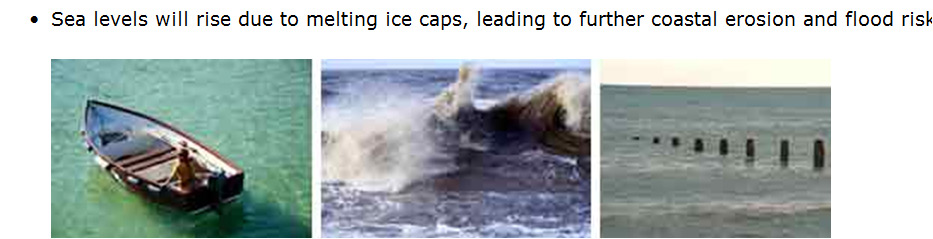 • Sea levels will rise due to melting ice caps, leading to further coastal erosion and flood risk